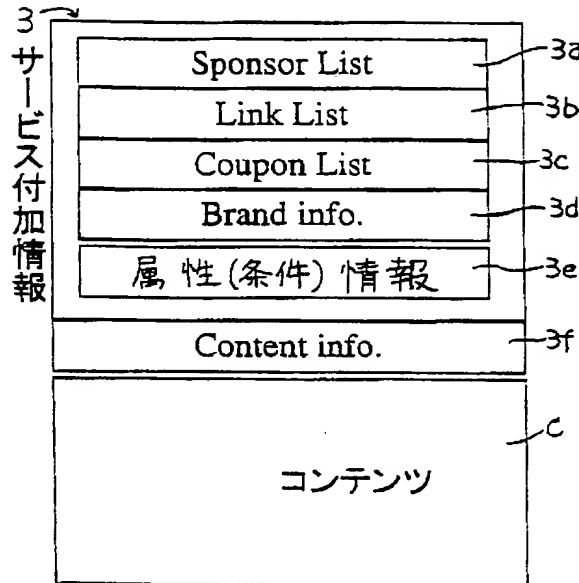 3
サービス付加情報
Sponsor List
3a
Link List
3b
Coupon List
3c
Brand info.
3d
属性(条件)情報
3e
Content info.
3f
C
コンテンツ